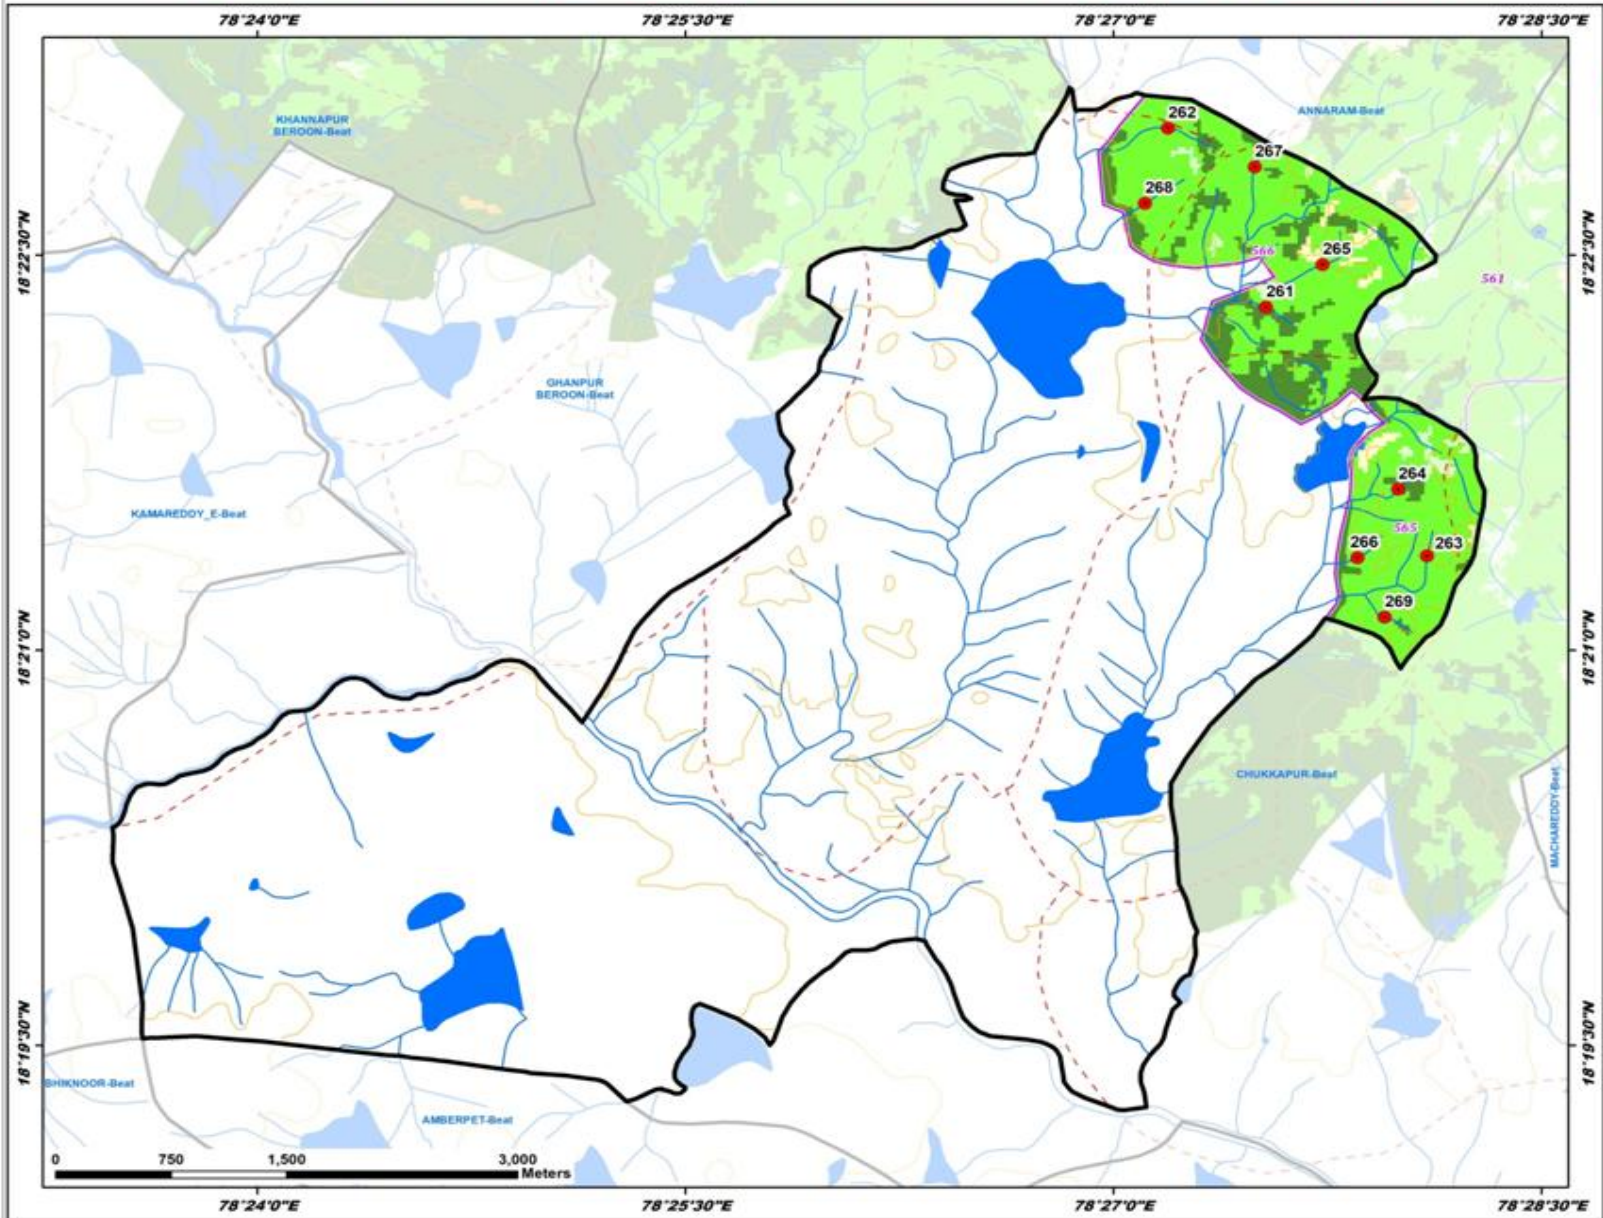 78°24'0"E 78°25'30"E 78°27'0"E 78°28'30"E
KHANNAPUR
BEROON-Beat
ANNARAM-Beat
262
267
268
18°22'30"N
18°22'30"N
566
265
561
261
GHANPUR
BEROON-Beat
264
KAMAREDDY_E-Beat
565
266
263
269
18°21'0"N
18°21'0"N
CHUKKAPUR-Beat
MACHAREDDY-Beat
18°19'30"N
18°19'30"N
BHIKNOOR-Beat
AMBERPET-Beat
0 750 1,500 3,000
Meters
78°24'0"E 78°25'30"E 78°27'0"E 78°28'30"E